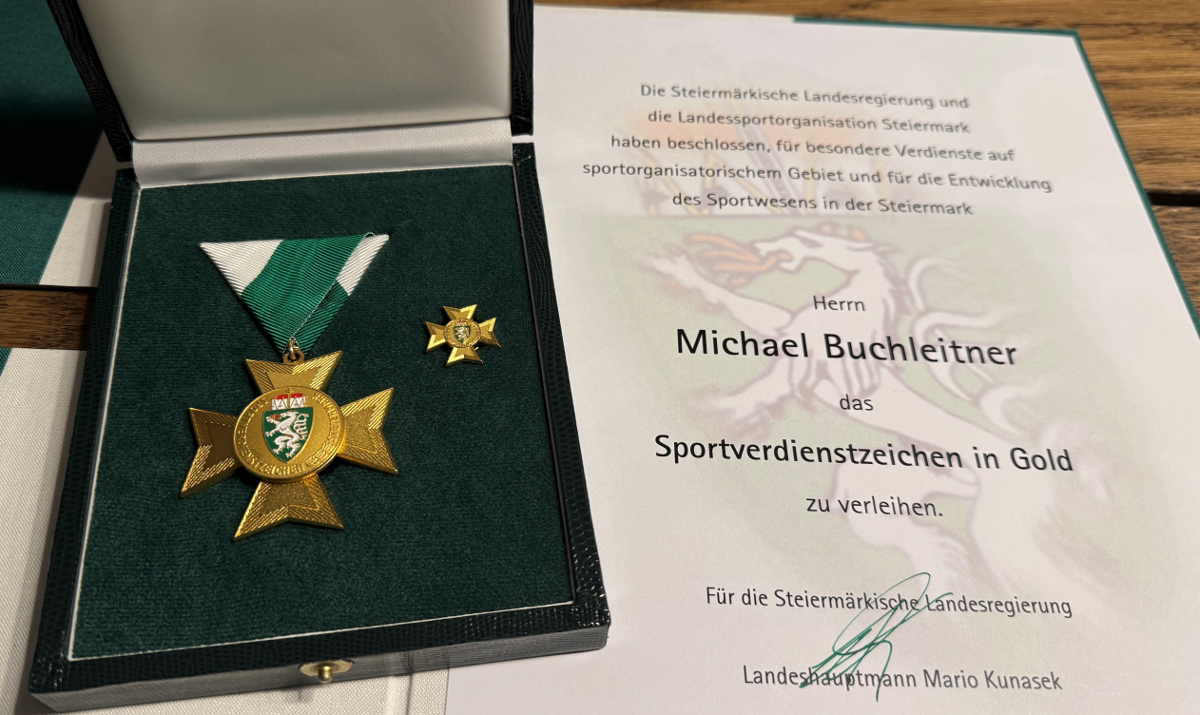 Die Steiermärkische Landesregierung und
die Landessportorganisation Steiermark
haben beschlossen, für besondere Verdienste auf
sportorganisatorischem Gebiet und für die Entwicklung
des Sportwesens in der Steiermark
Herrn
Michael Buchleitner
das
Sportverdienstzeichen in Gold
zu verleihen.
Für die Steiermärkische Landesregierung
Landeshauptmann Mario Kunasek